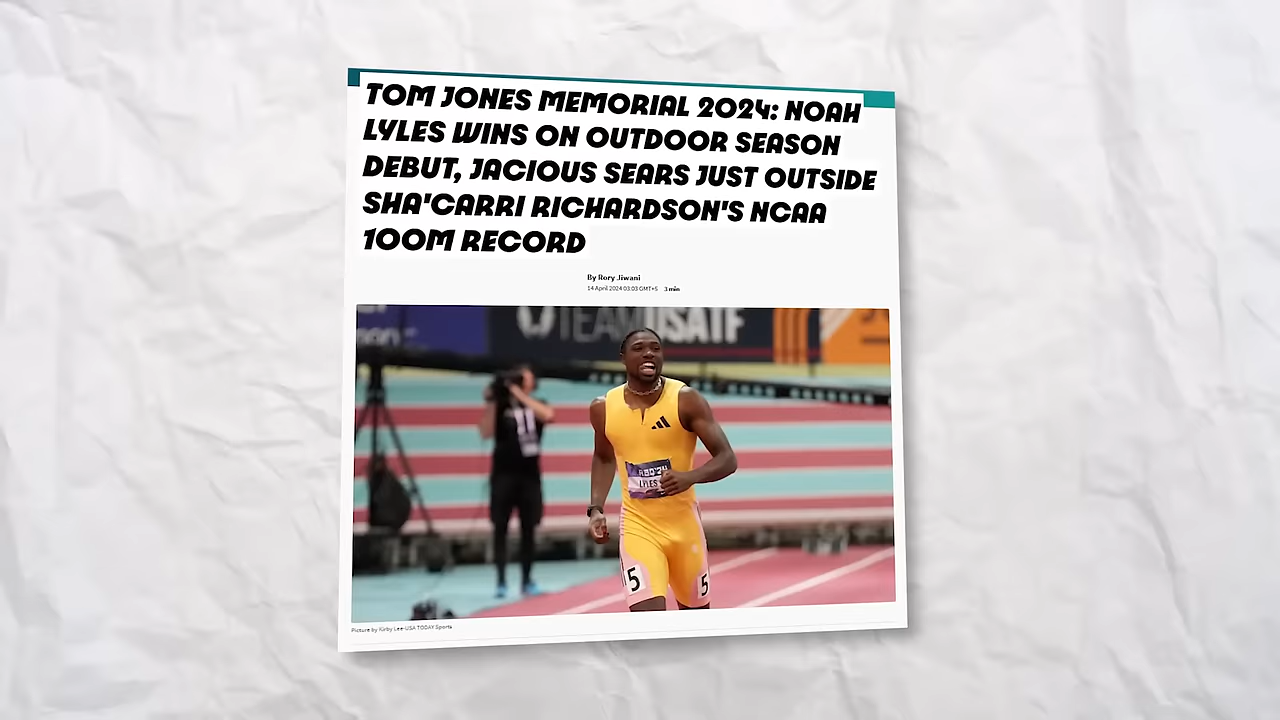 TOM JONES MEMORIAL 2024: NOAH
LYLES WINS ON OUTDOOR SEASON
DEBUT, JACIOUS SEARS JUST OUTSIDE
SHA'CARRI RICHARDSON'S NCAA
100M RECORD
By Rory Jiwani
14 April 2024 03:03 GMT+5 3 min
TEAM USATF
LYLES
5 5
Picture by Kirby Lee-USA TODAY Sports